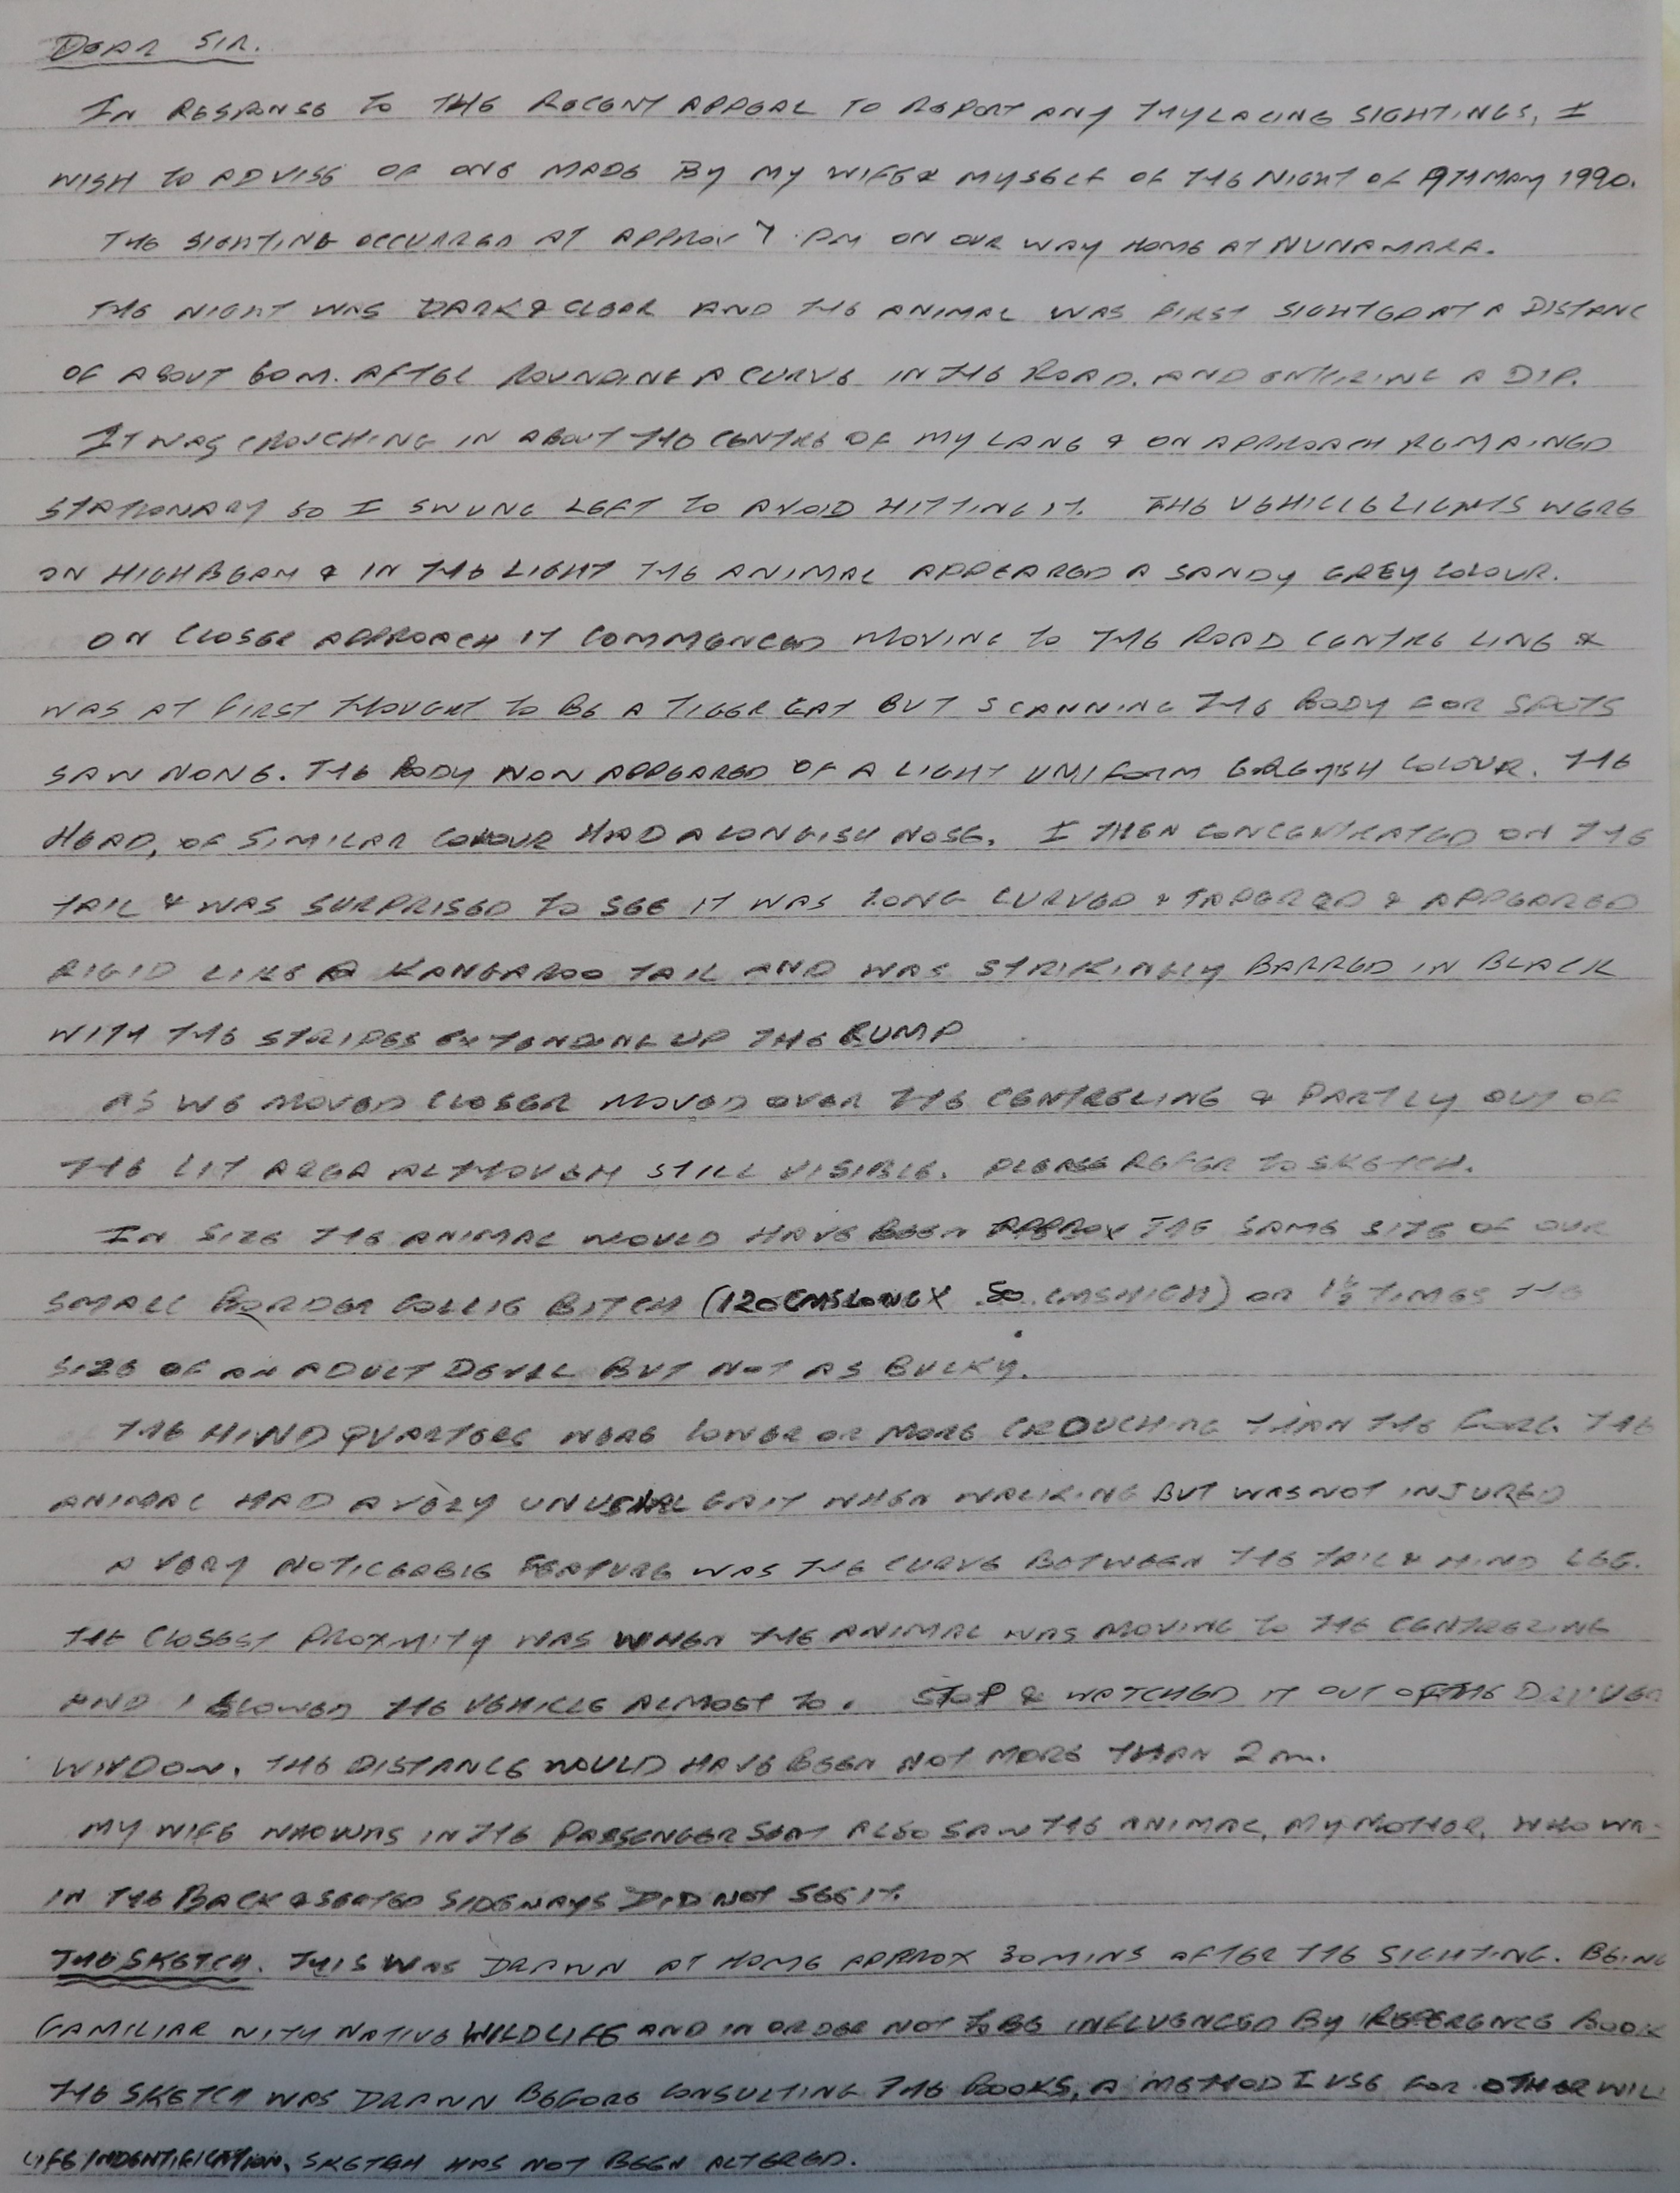 DEAR SIR.
IN RESPONSE TO THE RECENT APPEAL TO REPORT ANY THYLACINE SIGHTINGS, I
WISH TO ADVISE OF ONE MADE BY MY WIFE & MYSELF OF THE NIGHT OF 9TH MAY 1990.
THE SIGHTING OCCURRED AT APPROX 7 PM ON OUR WAY HOME AT NUNAMARA.
THE NIGHT WAS DARK & CLEAR AND THE ANIMAL WAS FIRST SIGHTED AT A DISTANC
OF ABOUT 60M. AFTER ROUNDING A CURVE IN THE ROAD. AND ENTERING A DIP.
IT WAS CROUCHING IN ABOUT THE CENTRE OF MY LANE & ON APPROACH REMAINED
STATIONARY SO I SWUNG LEFT TO AVOID HITTING IT. THE VEHICLE LIGHTS WERE
ON HIGH BEAM & IN THE LIGHT THE ANIMAL APPEARED A SANDY GREY COLOUR.
ON CLOSER APPROACH IT COMMENCED MOVING TO THE ROAD CENTRE LINE &
WAS AT FIRST THOUGHT TO BE A TIGER CAT BUT SCANNING THE BODY FOR SPOTS
SAW NONE. THE BODY NOW APPEARED OF A LIGHT UNIFORM GREYISH COLOUR. THE
HEAD, OF SIMILAR COLOUR HAD A LONGISH NOSE. I THEN CONCENTRATED ON THE
TAIL & WAS SURPRISED TO SEE IT WAS LONG CURVED & TAPERED & APPEARED
RIGID LIKE A KANGAROO TAIL AND WAS STRIKINGLY BARRED IN BLACK
WITH THE STRIPES EXTENDING UP THE RUMP
AS WE MOVED CLOSER MOVED OVER THE CENTRELINE & PARTLY OUT OF
THE LIT AREA ALTHOUGH STILL VISIBLE. PLEASE REFER TO SKETCH.
IN SIZE THE ANIMAL WOULD HAVE BEEN APPROX THE SAME SIZE OF OUR
SMALL BORDER COLLIE BITCH (120CMS LONG X 50 CMS HIGH) OR 1½ TIMES THE
SIZE OF AN ADULT DEVIL BUT NOT AS BULKY.
THE HIND QUARTERS WERE LOWER OR MORE CROUCHING THAN THE FORE. THE
ANIMAL HAD A VERY UNUSUAL GAIT WHEN WALKING BUT WAS NOT INJURED
A VERY NOTICEABLE FEATURE WAS THE CURVE BETWEEN THE TAIL & HIND LEG.
THE CLOSEST PROXMITY WAS WHEN THE ANIMAL WAS MOVING TO THE CENTRELINE
AND I SLOWED THE VEHICLE ALMOST TO. STOP & WATCHED IT OUT OF THE DRIVER
WINDOW. THE DISTANCE WOULD HAVE BEEN NOT MORE THAN 2 M.
MY WIFE WHO WAS IN THE PASSENGER SEAT ALSO SAW THE ANIMAL, MY MOTHER, WHO WA
IN THE BACK & SEATED SIDEWAYS DID NOT SEE IT.
THE SKETCH. THIS WAS DRAWN AT HOME APPROX 30MINS AFTER THE SIGHTING. BEING
FAMILIAR WITH NATIVE WILDLIFE AND IN ORDER NOT TO BE INFLUENCED BY REFERENCE BOOK
THE SKETCH WAS DRAWN BEFORE CONSULTING THE BOOKS, A METHOD I USE FOR OTHER WIL
LIFE INDENTIFICATION. SKETCH HAS NOT BEEN ALTERED.